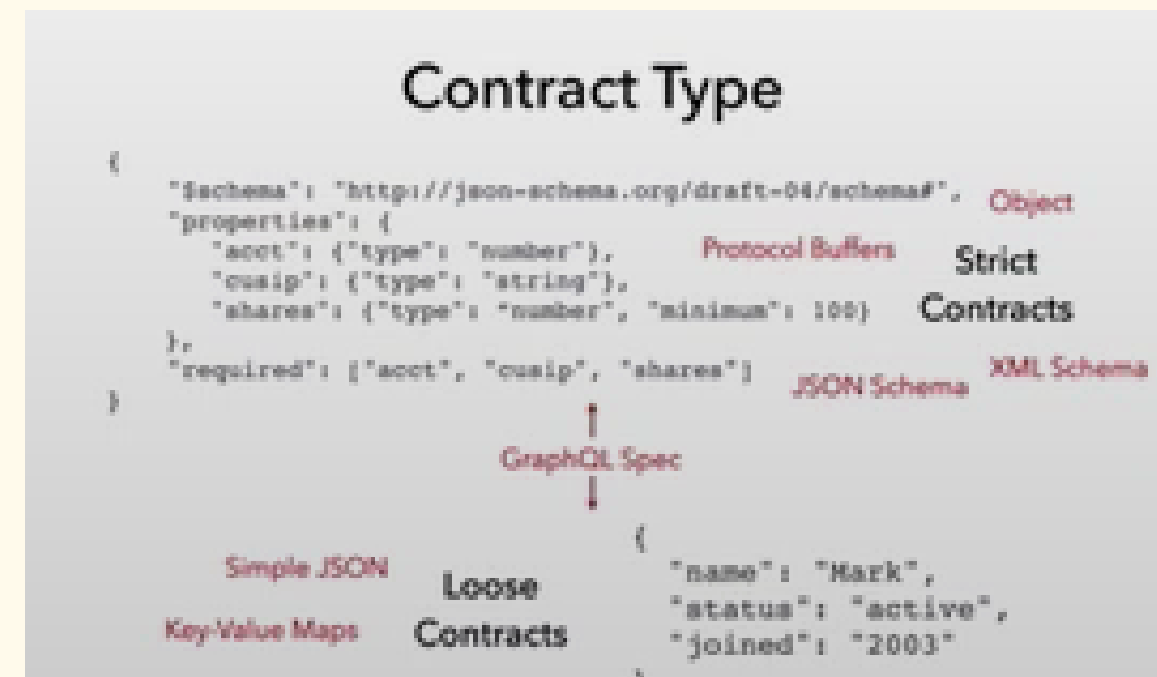 Contract Type
{
"$schema": "http://json-schema.org/draft-04/schema#",
Object
"properties": {
"acct": {"type": "number"},
Protocol Buffers
"cusip": {"type": "string"},
Strict
Contracts
"shares": {"type": "number", "minimum": 100}
},
"required": ["acct", "cusip", "shares"]
JSON Schema
XML Schema
}
GraphQL Spec
Simple JSON
Key-Value Maps
Loose
Contracts
{
"name": "Mark",
"status": "active",
"joined": "2003"
}